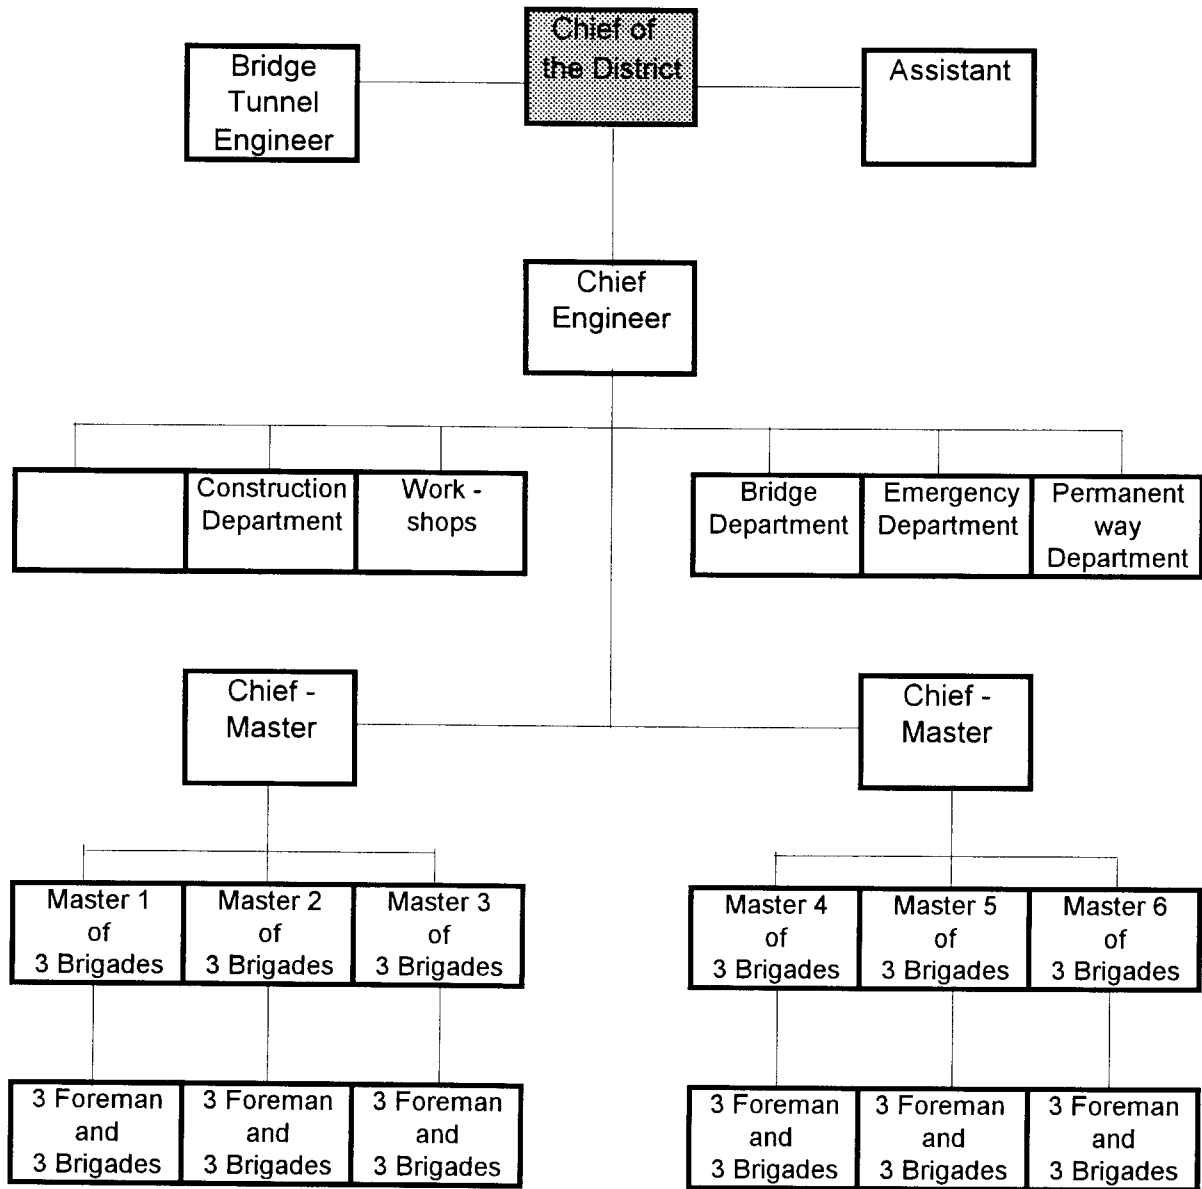 Chief of
the District
Bridge
Tunnel
Engineer
Assistant
Chief
Engineer
Construction
Department
Work -
shops
Bridge
Department
Emergency
Department
Permanent
way
Department
Chief -
Master
Chief -
Master
Master 1
of
3 Brigades
Master 2
of
3 Brigades
Master 3
of
3 Brigades
Master 4
of
3 Brigades
Master 5
of
3 Brigades
Master 6
of
3 Brigades
3 Foreman
and
3 Brigades
3 Foreman
and
3 Brigades
3 Foreman
and
3 Brigades
3 Foreman
and
3 Brigades
3 Foreman
and
3 Brigades
3 Foreman
and
3 Brigades